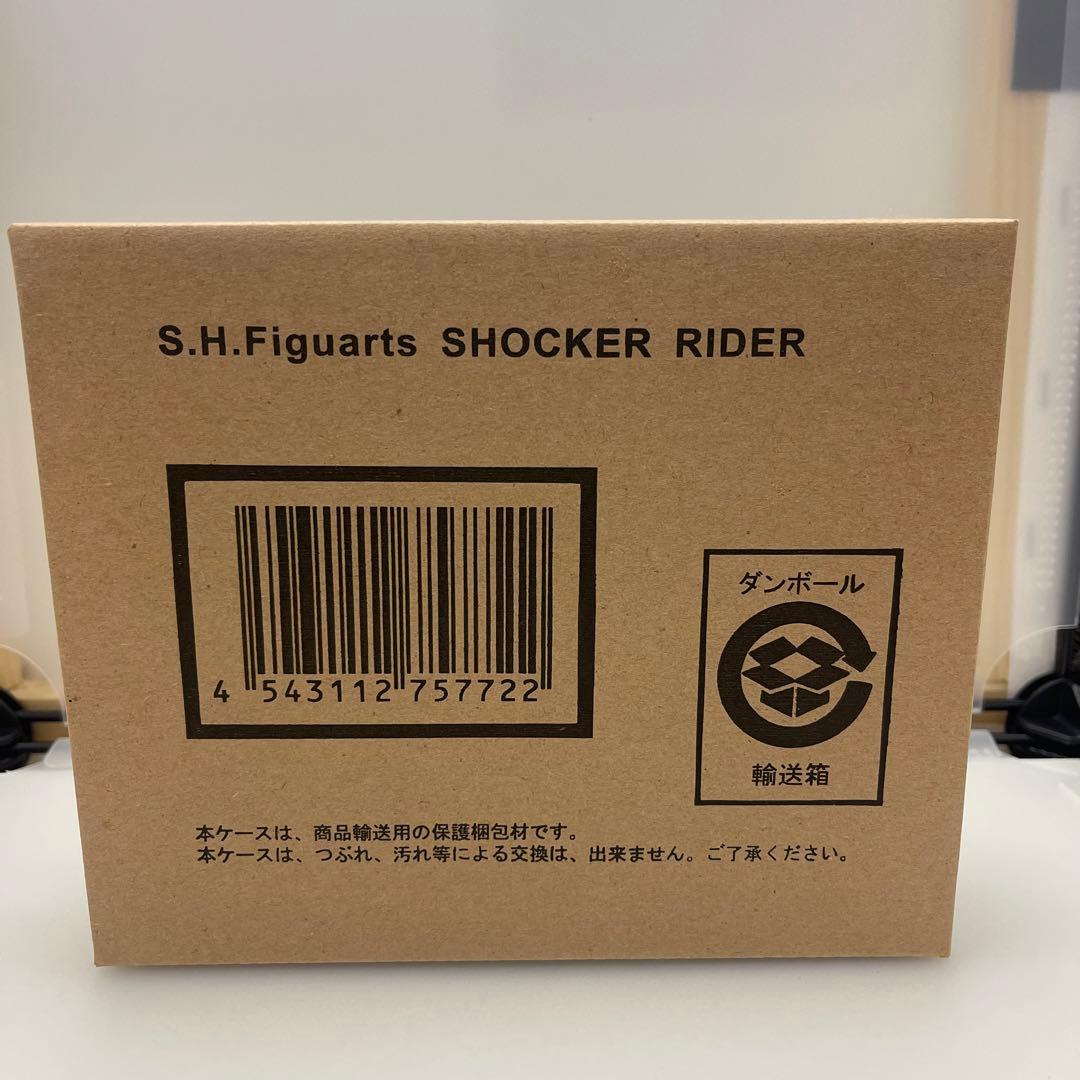 S.H.Figuarts SHOCKER RIDER
4 543112 757722
ダンボール
輸送箱
本ケースは、商品輸送用の保護梱包材です。
本ケースは、つぶれ、汚れ等による交換は、出来ません。ご了承ください。